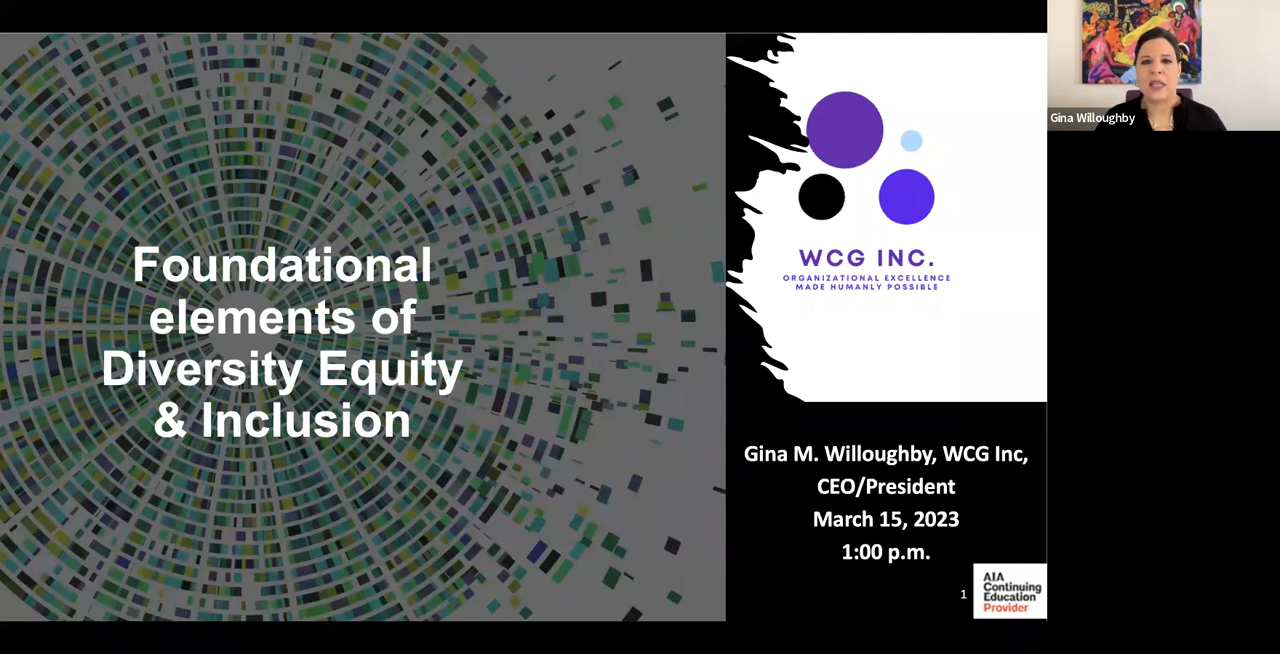 Foundational
elements of
Diversity Equity
& Inclusion
WCG INC.
ORGANIZATIONAL EXCELLENCE
MADE HUMANLY POSSIBLE
Gina M. Willoughby, WCG Inc,
CEO/President
March 15, 2023
1:00 p.m.
1
AIA
Continuing
Education
Provider
Gina Willoughby